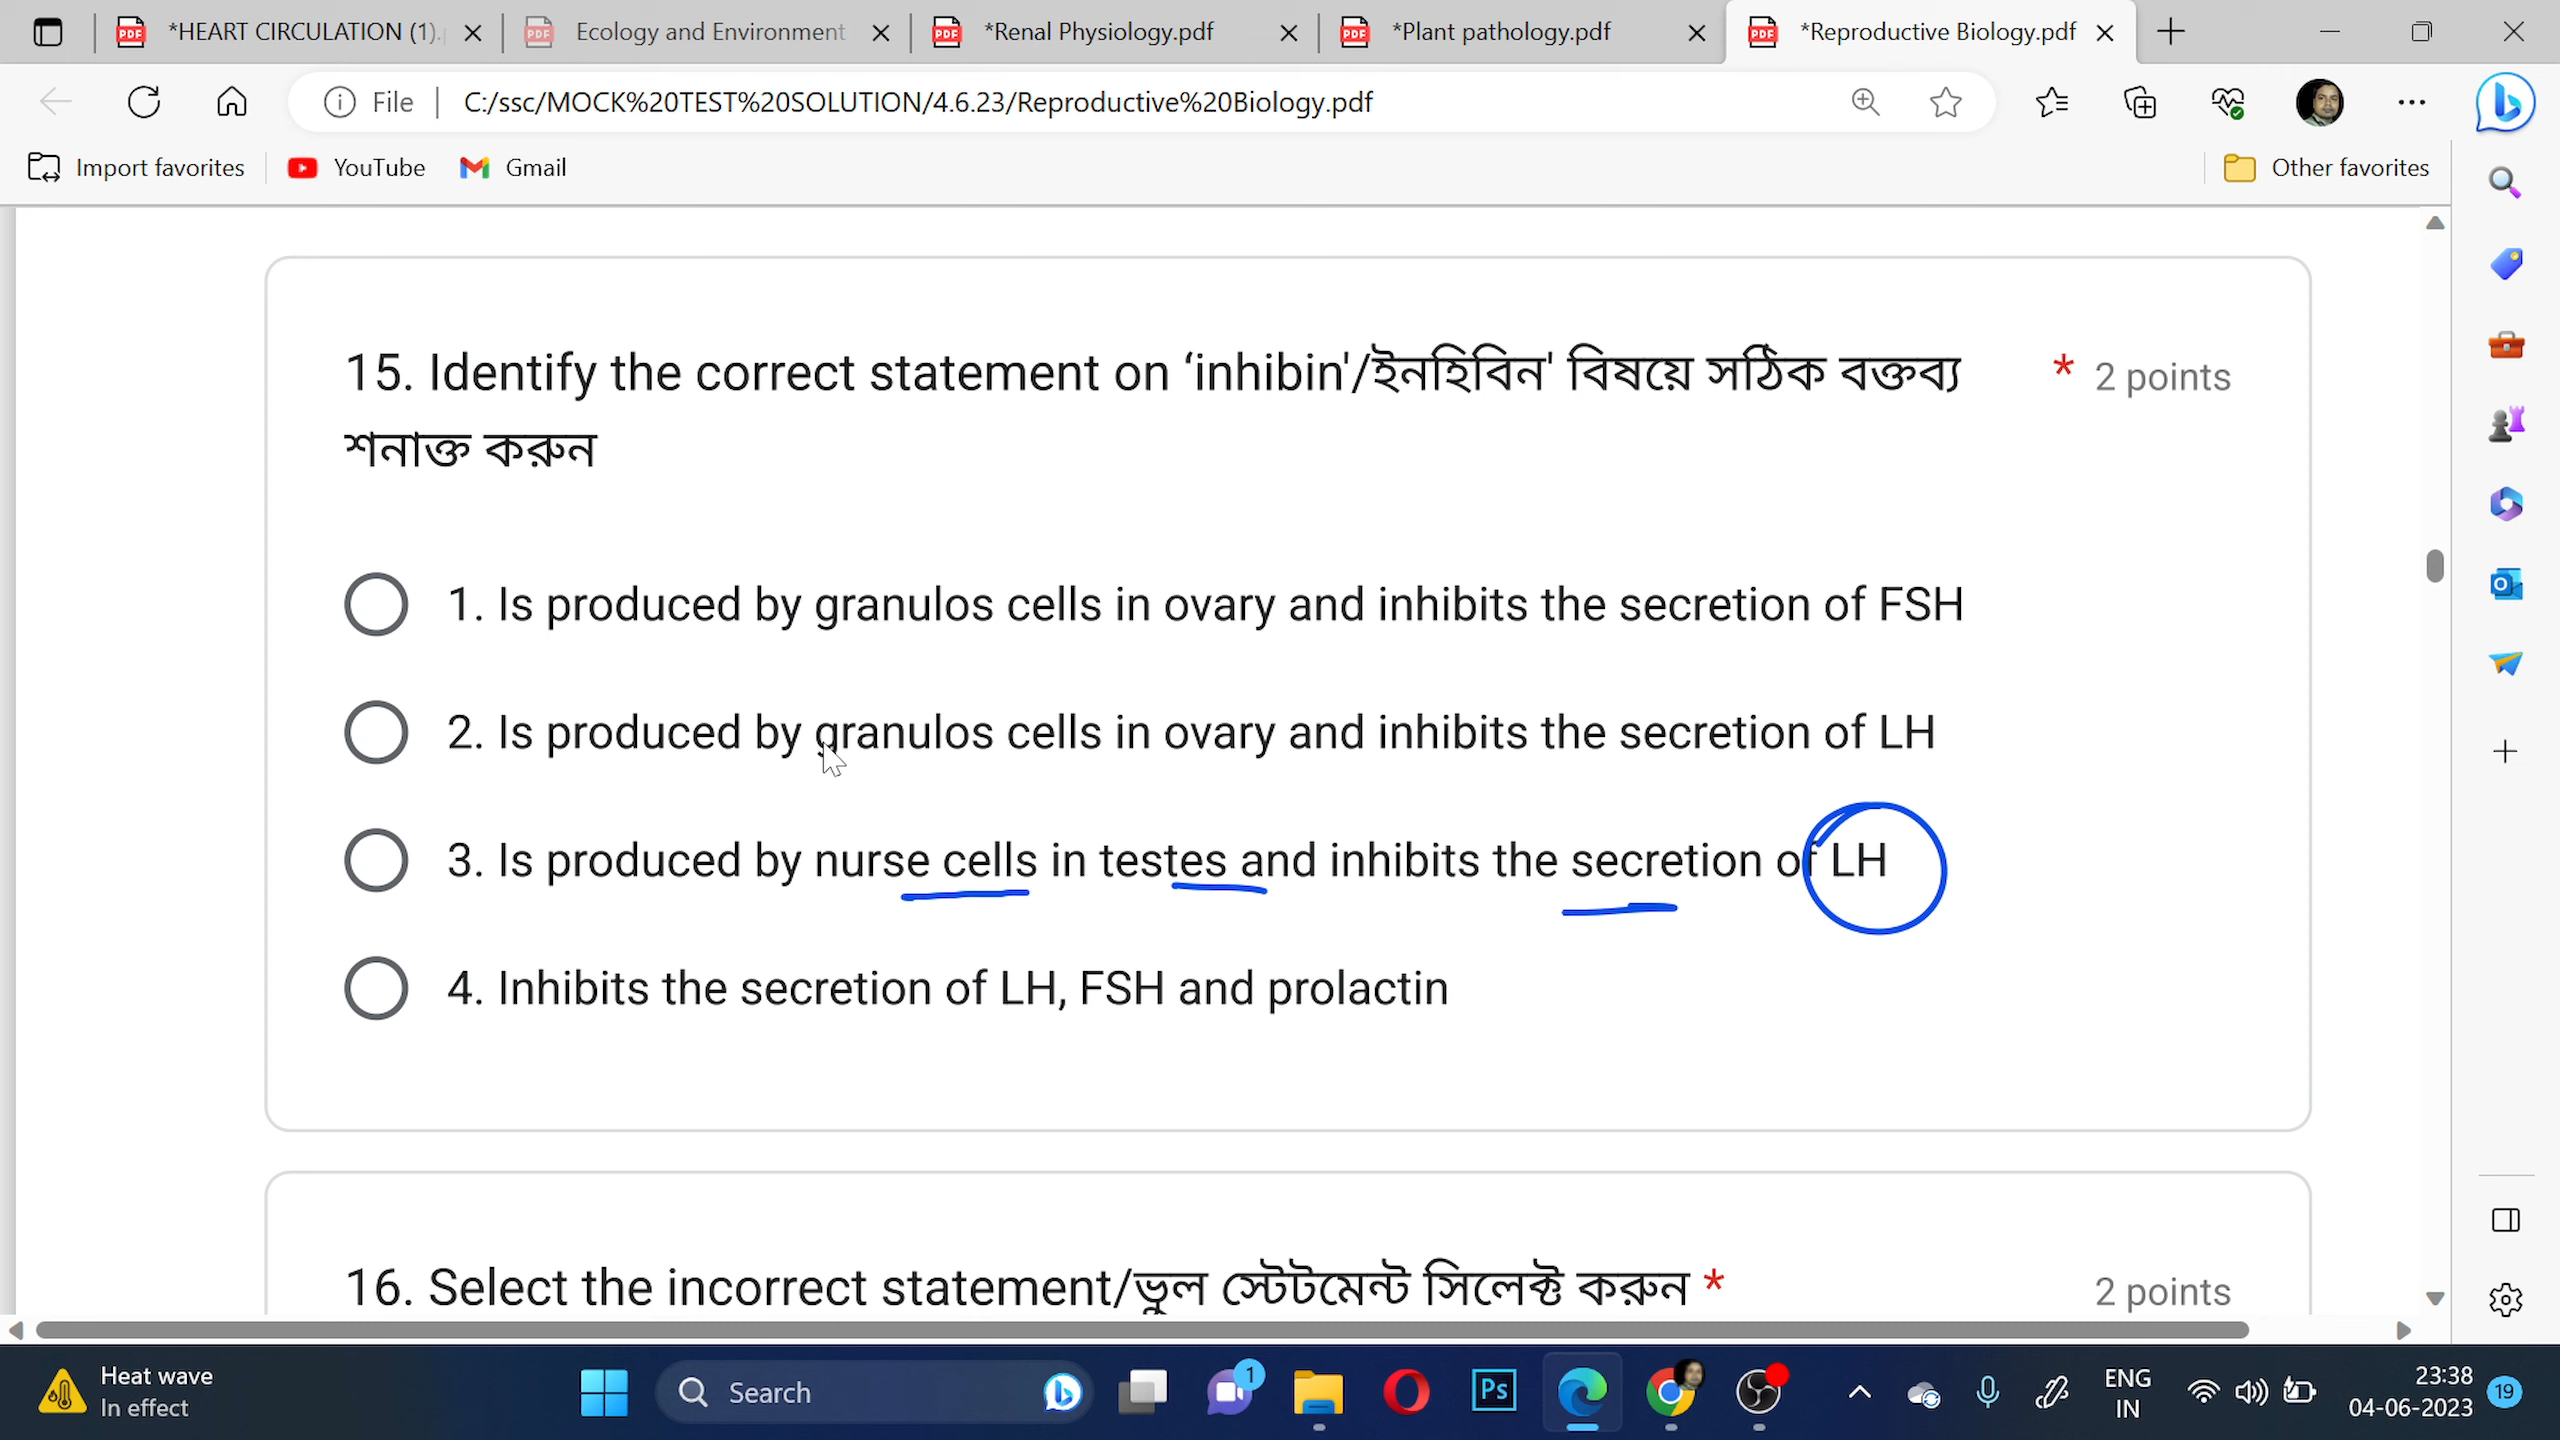 *HEART CIRCULATION (1).
Ecology and Environment
*Renal Physiology.pdf
*Plant pathology.pdf
*Reproductive Biology.pdf
File
C:/ssc/MOCK%20TEST%20SOLUTION/4.6.23/Reproductive%20Biology.pdf
Import favorites
YouTube
Gmail
Other favorites
15. Identify the correct statement on ‘inhibin'/ইনহিবিন' বিষয়ে সঠিক বক্তব্য * 2 points
শনাক্ত করুন
1. Is produced by granulos cells in ovary and inhibits the secretion of FSH
2. Is produced by granulos cells in ovary and inhibits the secretion of LH
3. Is produced by nurse cells in testes and inhibits the secretion of LH
4. Inhibits the secretion of LH, FSH and prolactin
16. Select the incorrect statement/ভুল স্টেটমেন্ট সিলেক্ট করুন * 2 points
Heat wave
In effect
Search
1
Ps
ENG
IN
23:38
04-06-2023
19